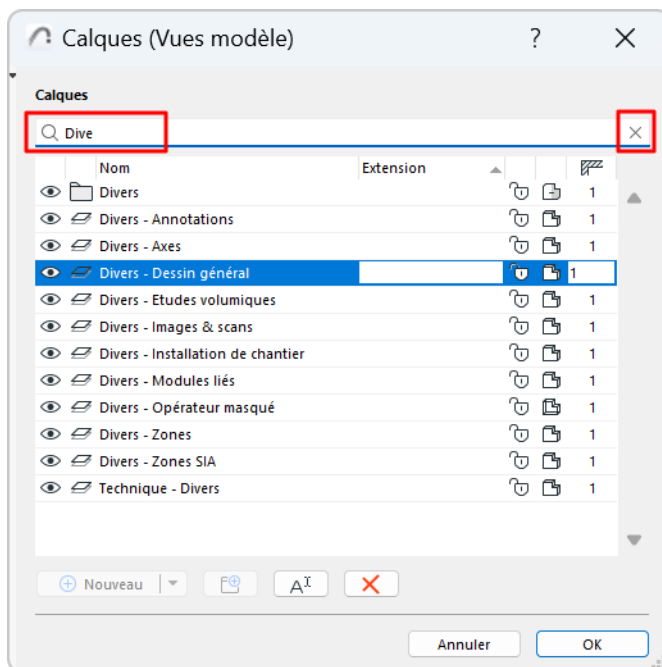 Calques (Vues modèle) ?
Calques
Dive
Nom Extension
Divers 1
Divers - Annotations 1
Divers - Axes 1
Divers - Dessin général 1
Divers - Etudes volumiques 1
Divers - Images & scans 1
Divers - Installation de chantier 1
Divers - Modules liés 1
Divers - Opérateur masqué 1
Divers - Zones 1
Divers - Zones SIA 1
Technique - Divers 1
Nouveau
Annuler OK